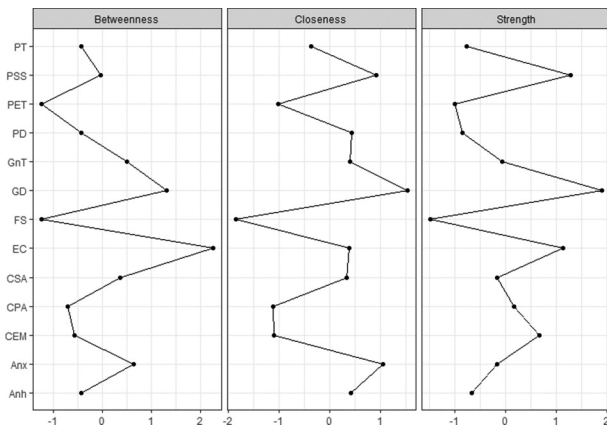 Betweenness Closeness Strength
PT
PSS
PET
PD
GnT
GD
FS
EC
CSA
CPA
CEM
Anx
Anh
-1 0 1 2 -2 -1 0 1 -1 0 1 2